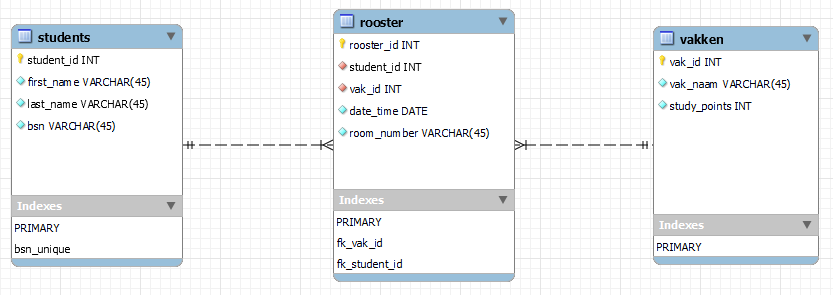 students
student_id INT
first_name VARCHAR(45)
last_name VARCHAR(45)
bsn VARCHAR(45)
Indexes
PRIMARY
bsn_unique
rooster
rooster_id INT
student_id INT
vak_id INT
date_time DATE
room_number VARCHAR(45)
Indexes
PRIMARY
fk_vak_id
fk_student_id
vakken
vak_id INT
vak_naam VARCHAR(45)
study_points INT
Indexes
PRIMARY